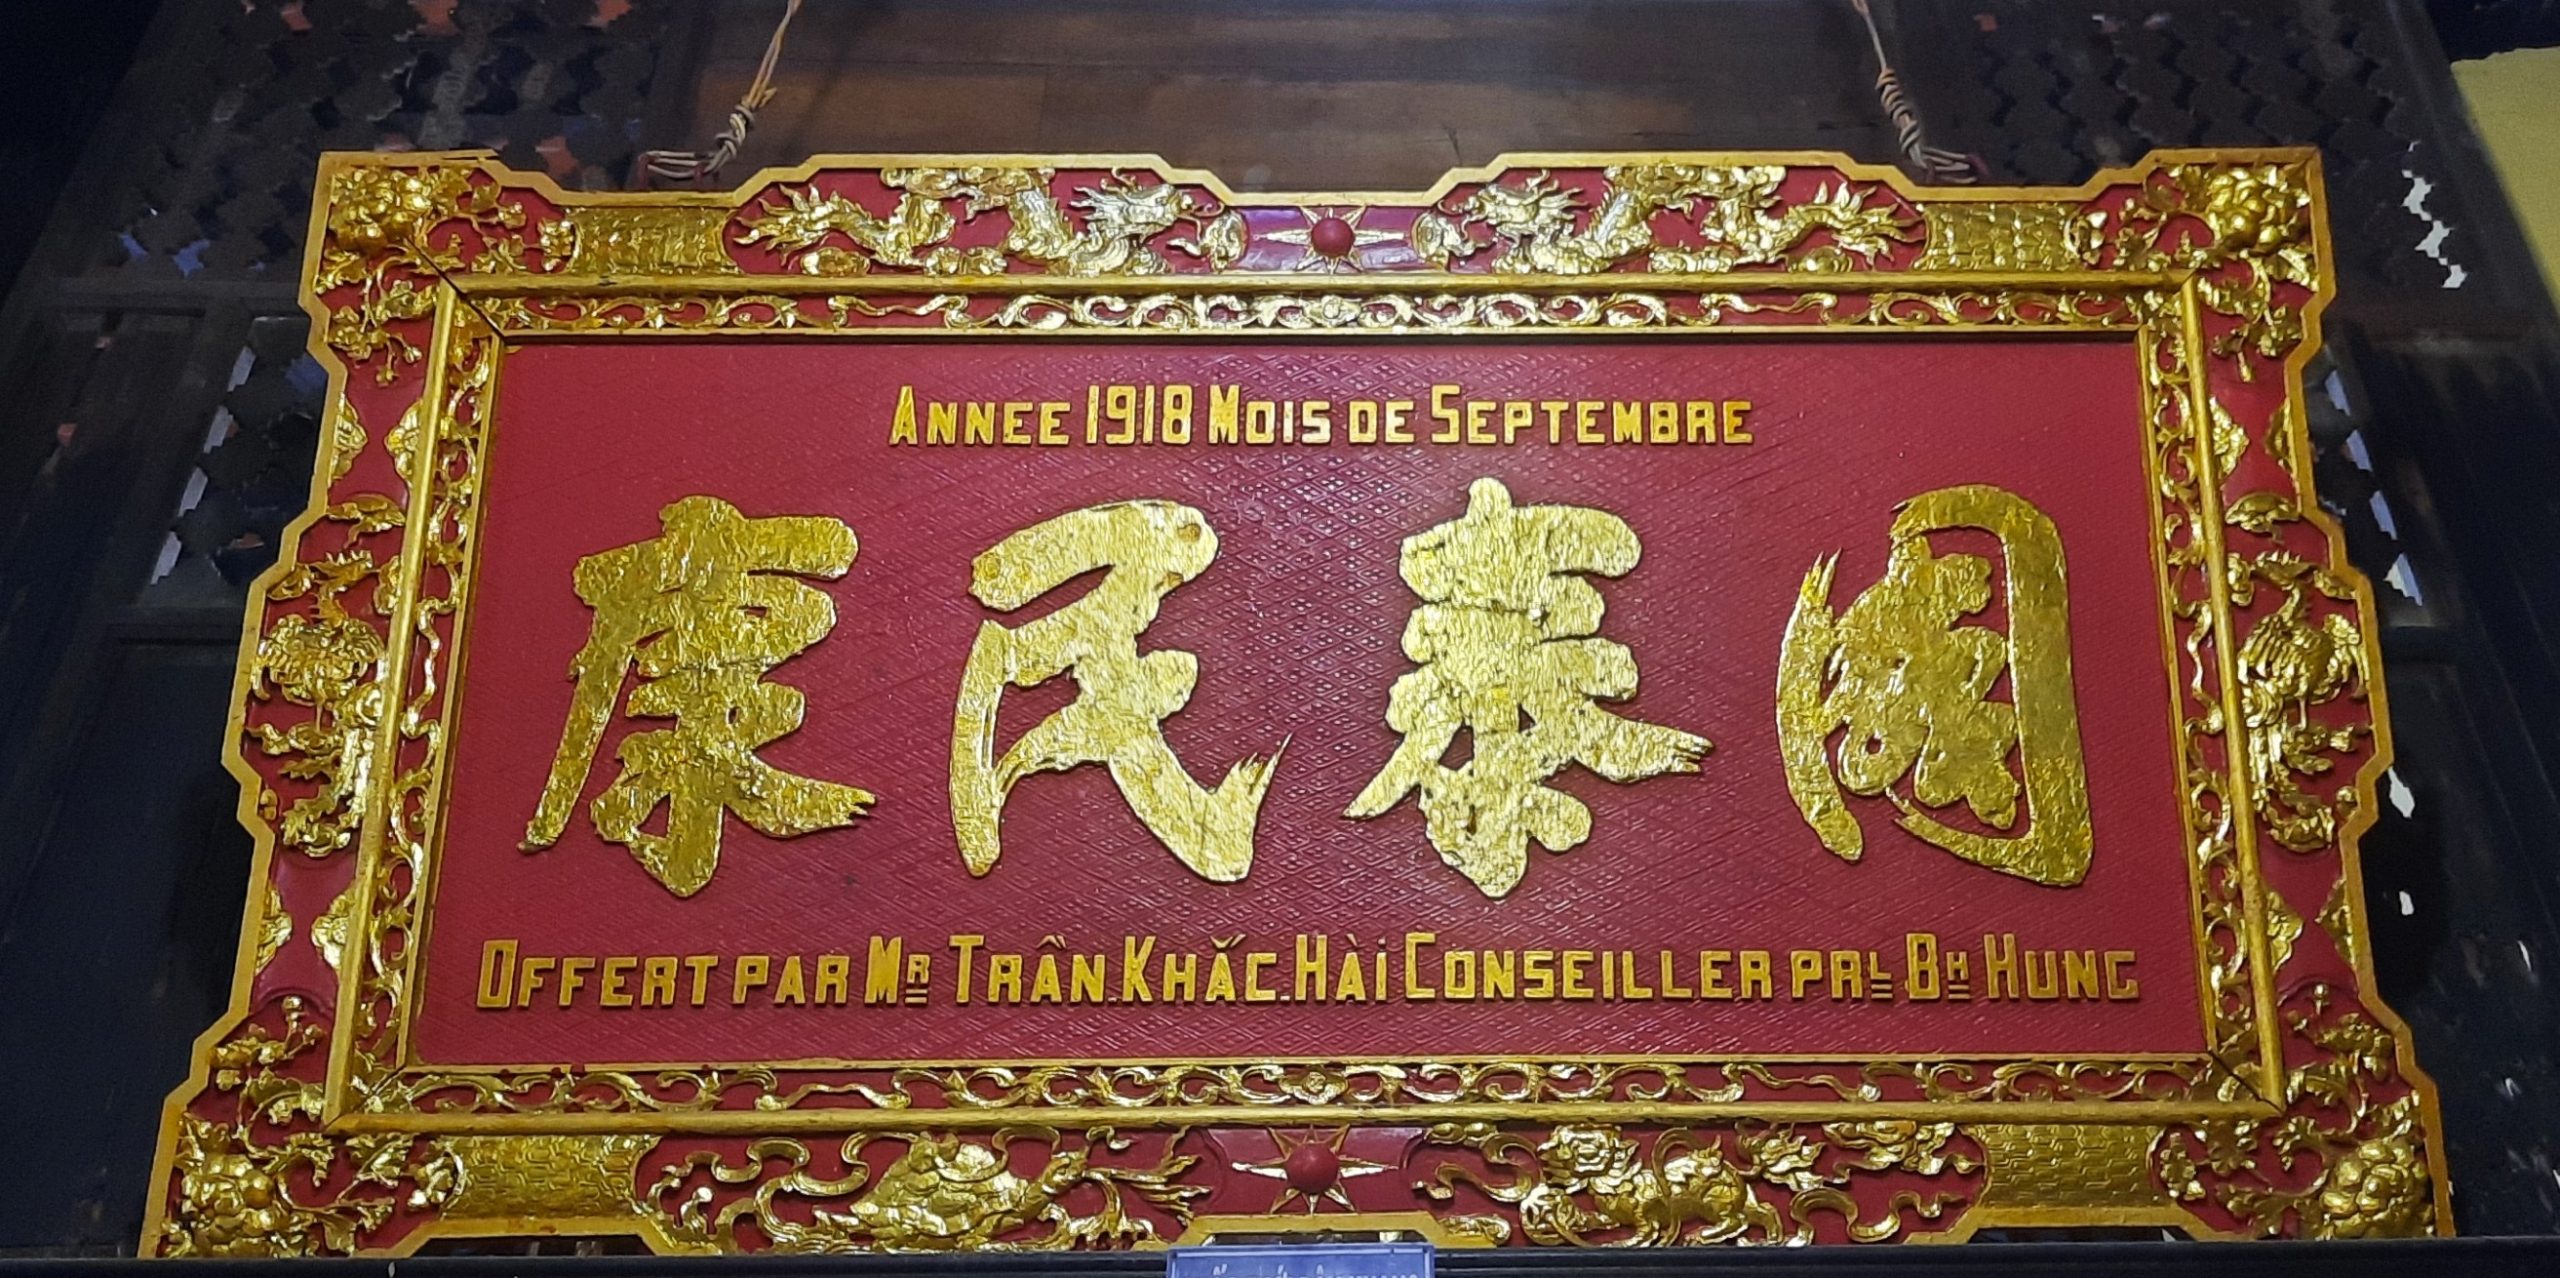 ANNEE 1918 MOIS DE SEPTEMBRE
國泰民康
OFFERT PAR MR TRẦN.KHẮC.HÀI CONSEILLER PRL BH HUNG